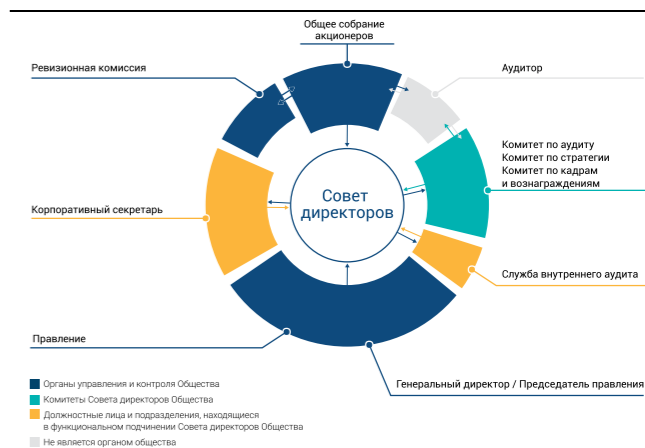 Общее собрание
акционеров
Ревизионная комиссия
Аудитор
Комитет по аудиту
Комитет по стратегии
Комитет по кадрам
и вознаграждениям
Совет
директоров
Корпоративный секретарь
Служба внутреннего аудита
Правление
Генеральный директор / Председатель правления
Органы управления и контроля Общества
Комитеты Совета директоров Общества
Должностные лица и подразделения, находящиеся
в функциональном подчинении Совета директоров Общества
Не является органом общества